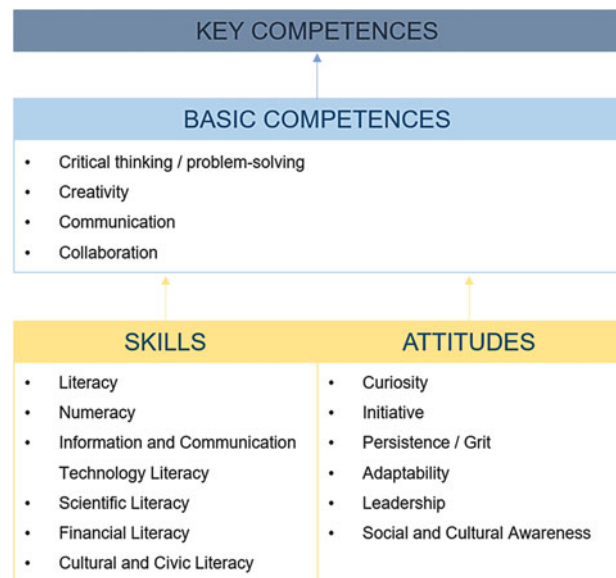 KEY COMPETENCES
BASIC COMPETENCES
• Critical thinking / problem-solving
• Creativity
• Communication
• Collaboration
SKILLS
• Literacy
• Numeracy
• Information and Communication
Technology Literacy
• Scientific Literacy
• Financial Literacy
• Cultural and Civic Literacy
ATTITUDES
• Curiosity
• Initiative
• Persistence / Grit
• Adaptability
• Leadership
• Social and Cultural Awareness